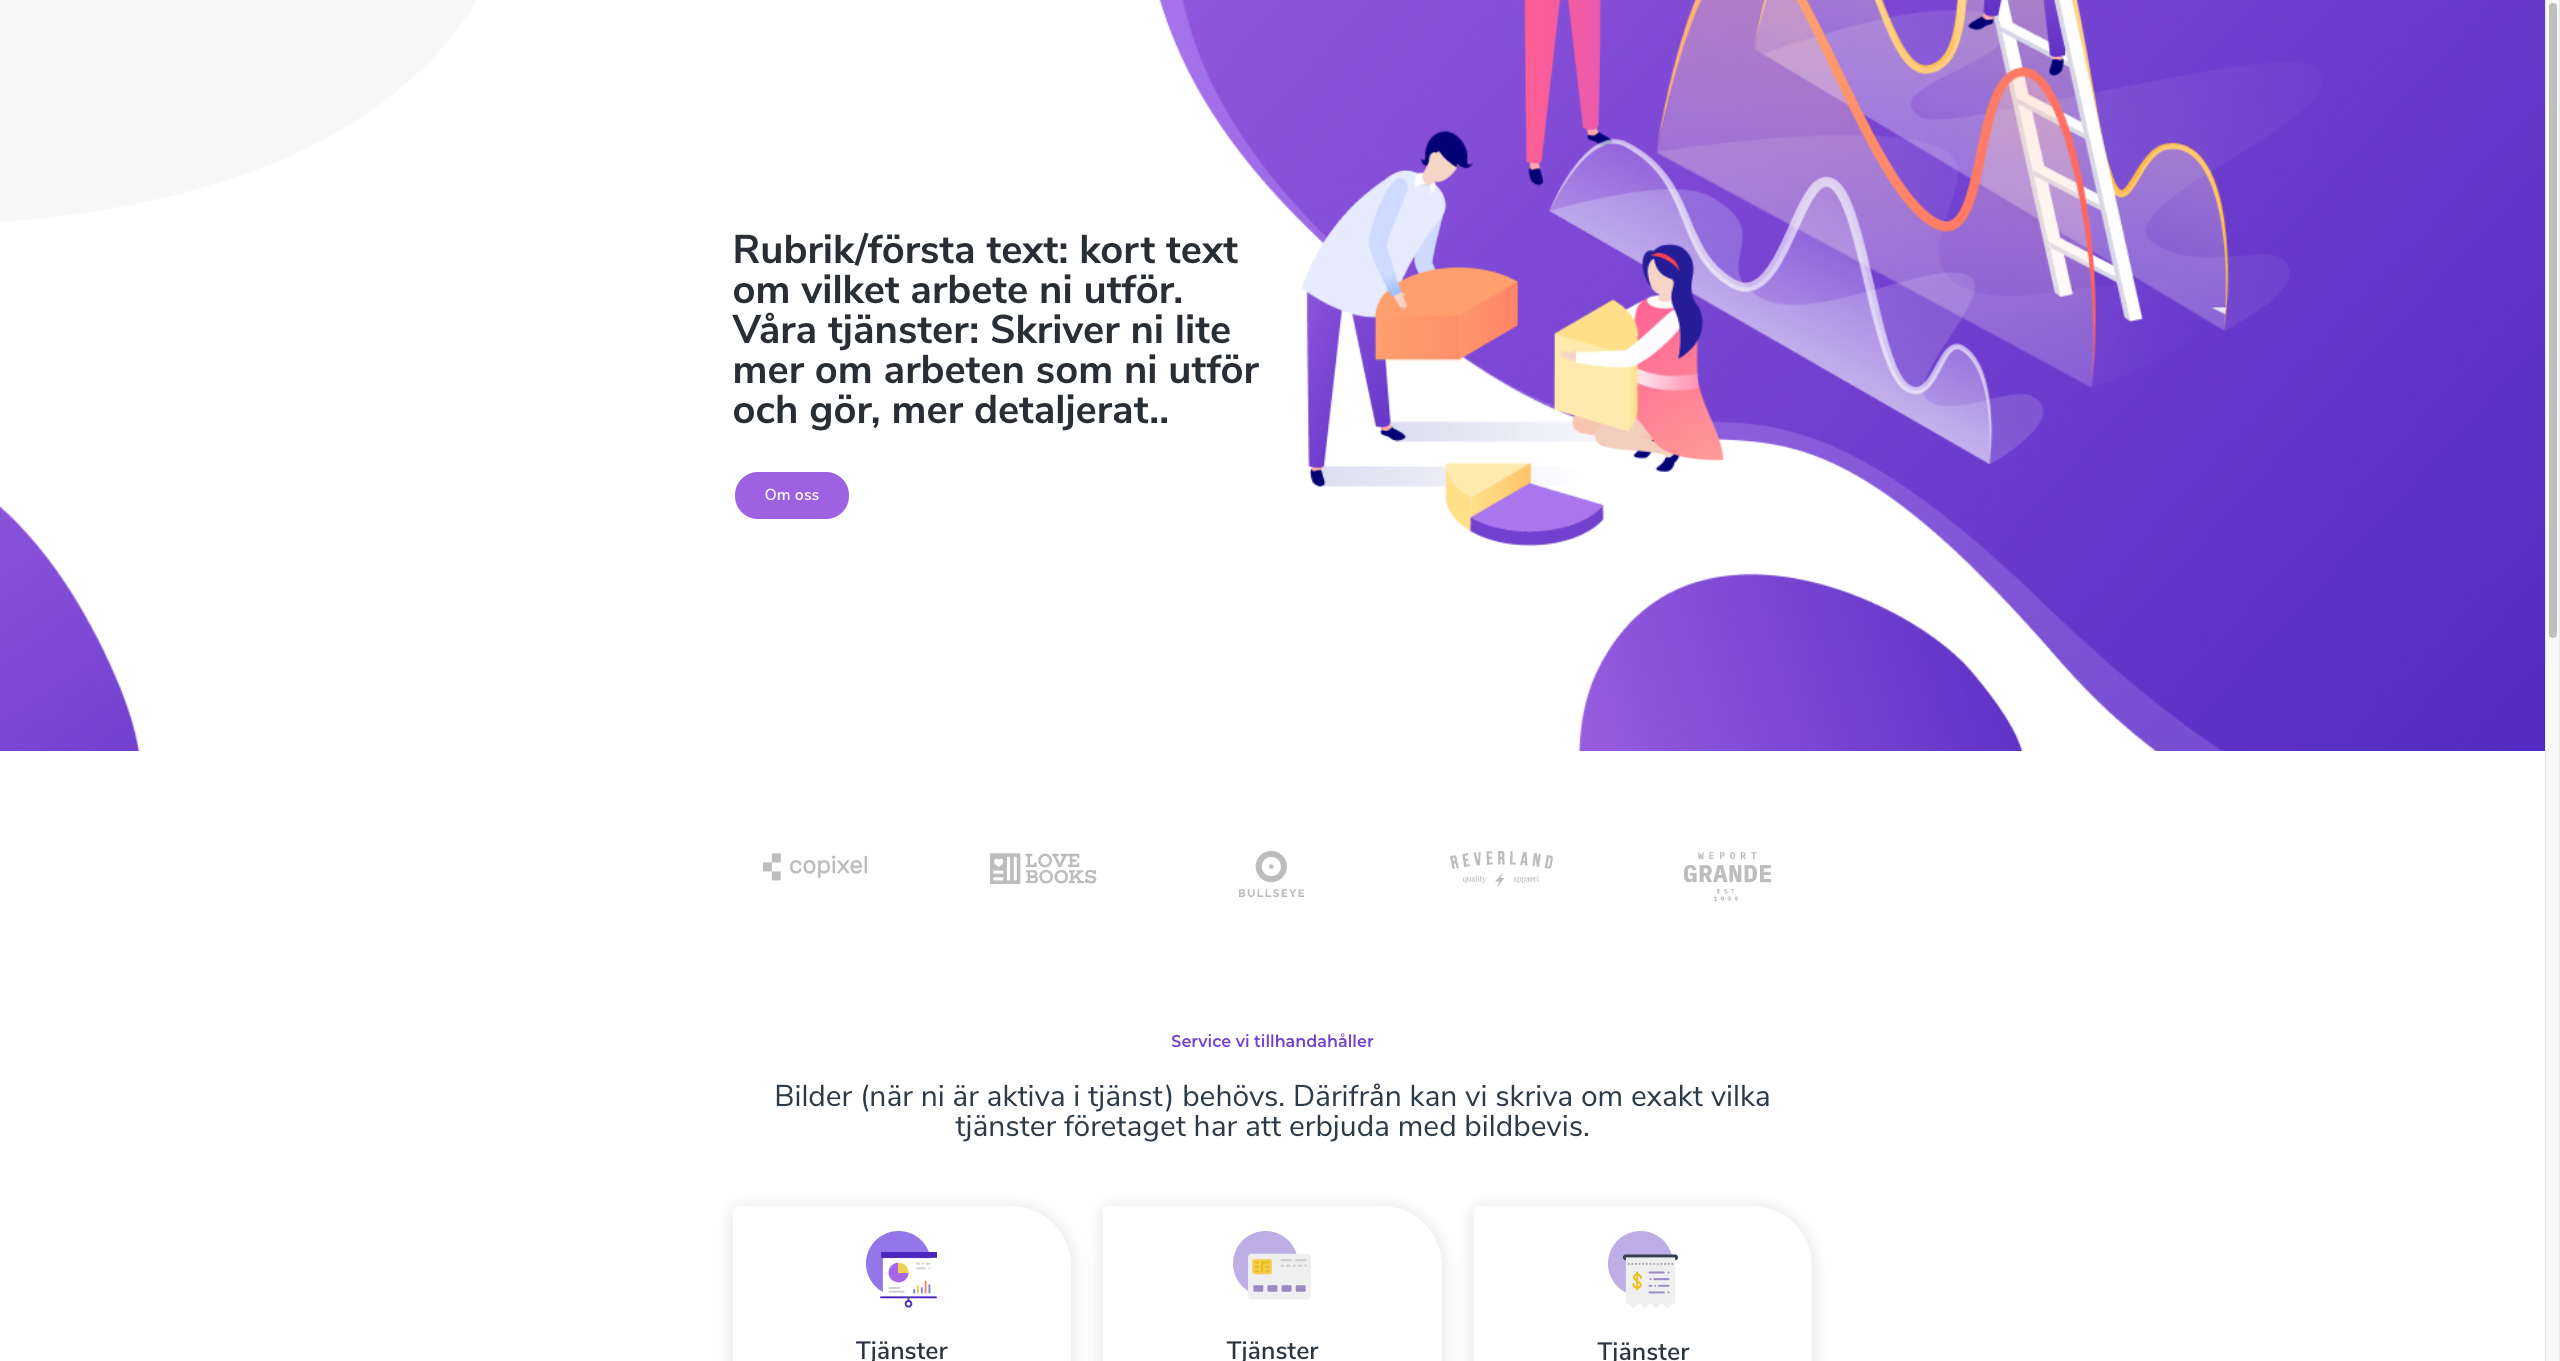 Rubrik/första text: kort text
om vilket arbete ni utför.
Våra tjänster: Skriver ni lite
mer om arbeten som ni utför
och gör, mer detaljerat..
Om oss
copixel
LOVE
BOOKS
BULLSEYE
REVERLAND
quality apparel
WEPORT
GRANDE
EST
1999
Service vi tillhandahåller
Bilder (när ni är aktiva i tjänst) behövs. Därifrån kan vi skriva om exakt vilka
tjänster företaget har att erbjuda med bildbevis.
$
Tjänster
Tjänster
Tjänster